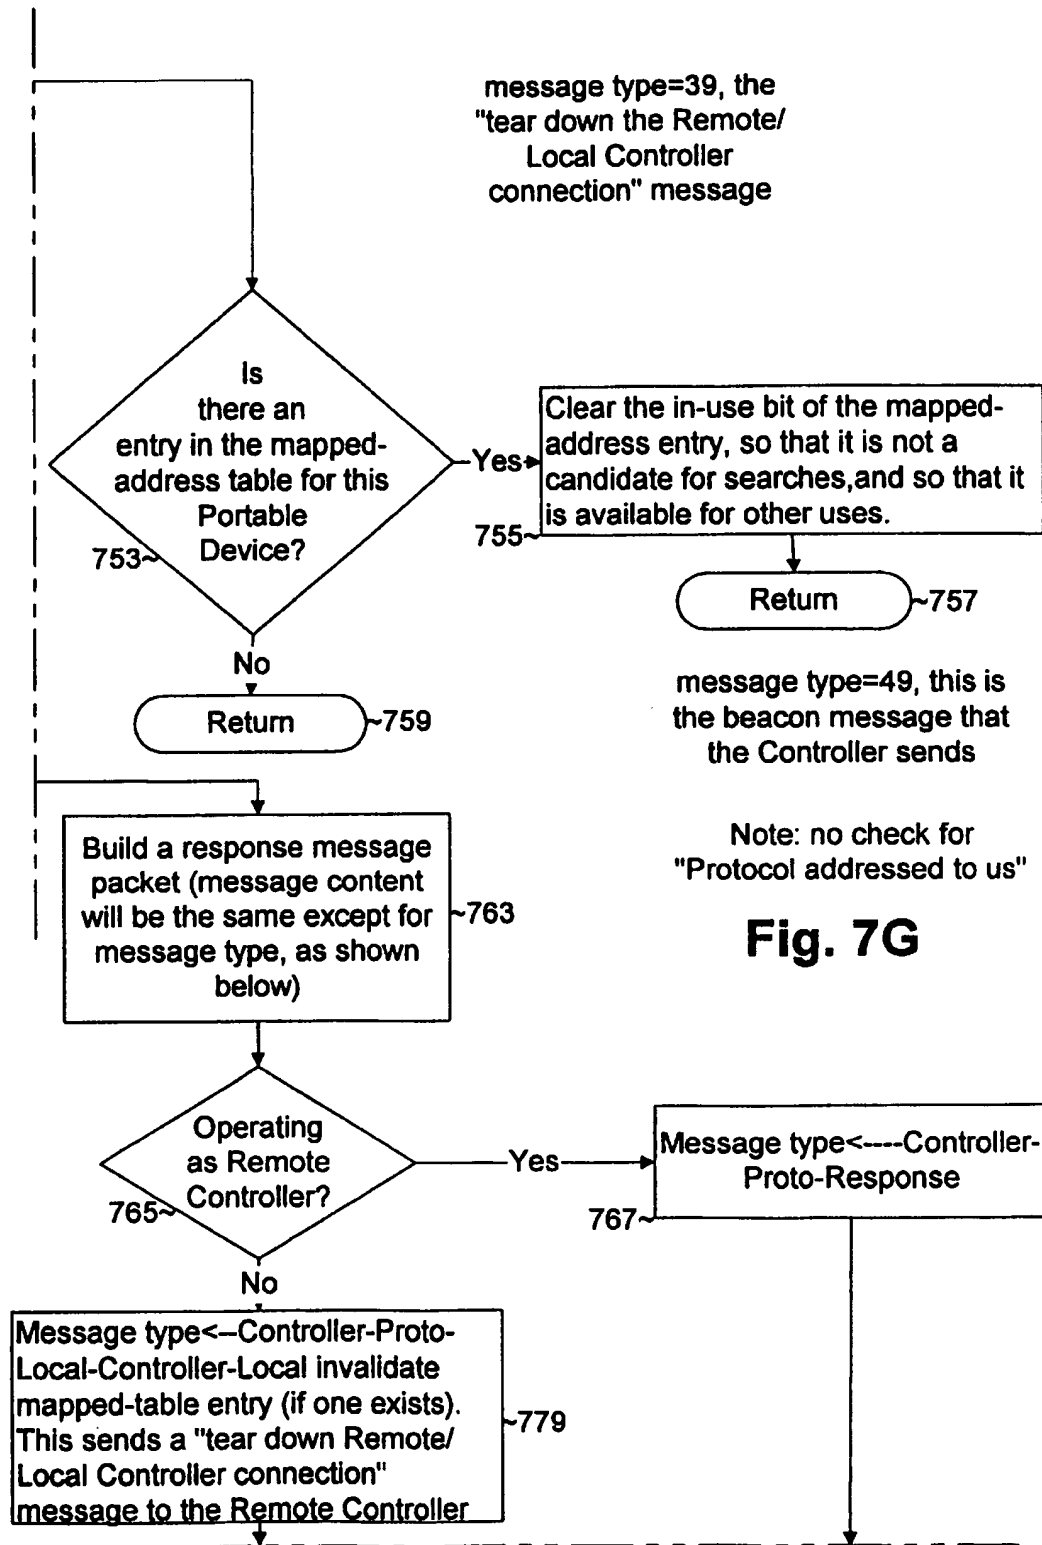 message type=39, the
"tear down the Remote/
Local Controller
connection" message
Is
there an
entry in the mapped-
address table for this
Portable
Device?
753~
Yes
Clear the in-use bit of the mapped-
address entry, so that it is not a
candidate for searches,and so that it
is available for other uses.
755~
Return
~757
No
Return
~759
message type=49, this is
the beacon message that
the Controller sends
Note: no check for
"Protocol addressed to us"
Fig. 7G
Build a response message
packet (message content
will be the same except for
message type, as shown
below)
~763
Operating
as Remote
Controller?
765~
Yes
Message type<----Controller-
Proto-Response
767~
No
Message type<--Controller-Proto-
Local-Controller-Local invalidate
mapped-table entry (if one exists).
This sends a "tear down Remote/
Local Controller connection"
message to the Remote Controller
~779